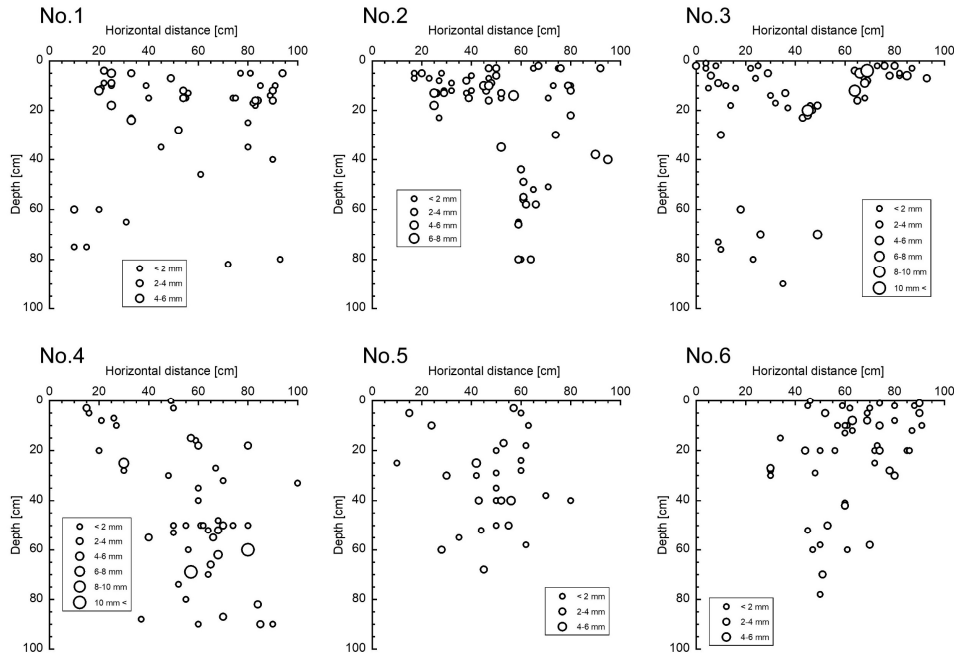 No.1
Horizontal distance [cm]
0 20 40 60 80 100
Depth [cm]
0
20
40
60
80
100
< 2 mm
2-4 mm
4-6 mm
No.2
Horizontal distance [cm]
0 20 40 60 80 100
Depth [cm]
0
20
40
60
80
100
< 2 mm
2-4 mm
4-6 mm
6-8 mm
No.3
Horizontal distance [cm]
0 20 40 60 80 100
Depth [cm]
0
20
40
60
80
100
< 2 mm
2-4 mm
4-6 mm
6-8 mm
8-10 mm
10 mm <
No.4
Horizontal distance [cm]
0 20 40 60 80 100
Depth [cm]
0
20
40
60
80
100
< 2 mm
2-4 mm
4-6 mm
6-8 mm
8-10 mm
10 mm <
No.5
Horizontal distance [cm]
0 20 40 60 80 100
Depth [cm]
0
20
40
60
80
100
< 2 mm
2-4 mm
4-6 mm
No.6
Horizontal distance [cm]
0 20 40 60 80 100
Depth [cm]
0
20
40
60
80
100
< 2 mm
2-4 mm
4-6 mm